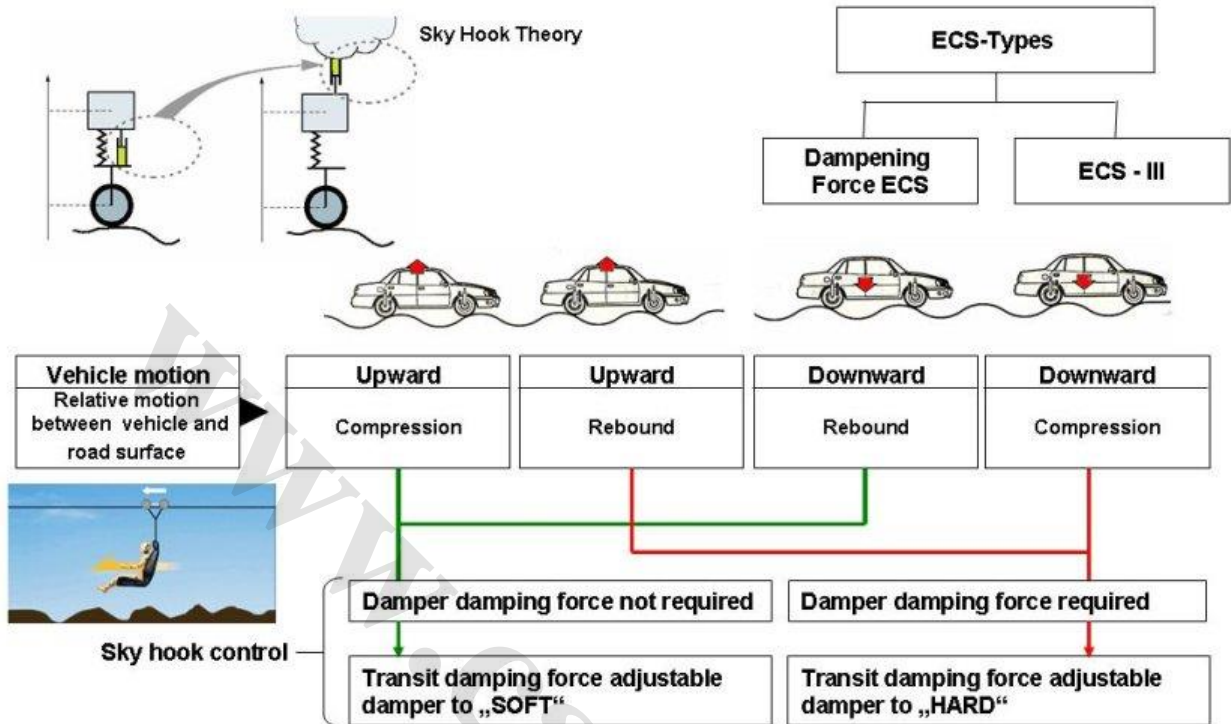 Sky Hook Theory
ECS-Types
Dampening
Force ECS
ECS - III
Vehicle motion
Relative motion
between vehicle and
road surface
Upward
Compression
Upward
Rebound
Downward
Rebound
Downward
Compression
Damper damping force not required
Damper damping force required
Sky hook control
Transit damping force adjustable
damper to „SOFT“
Transit damping force adjustable
damper to „HARD“